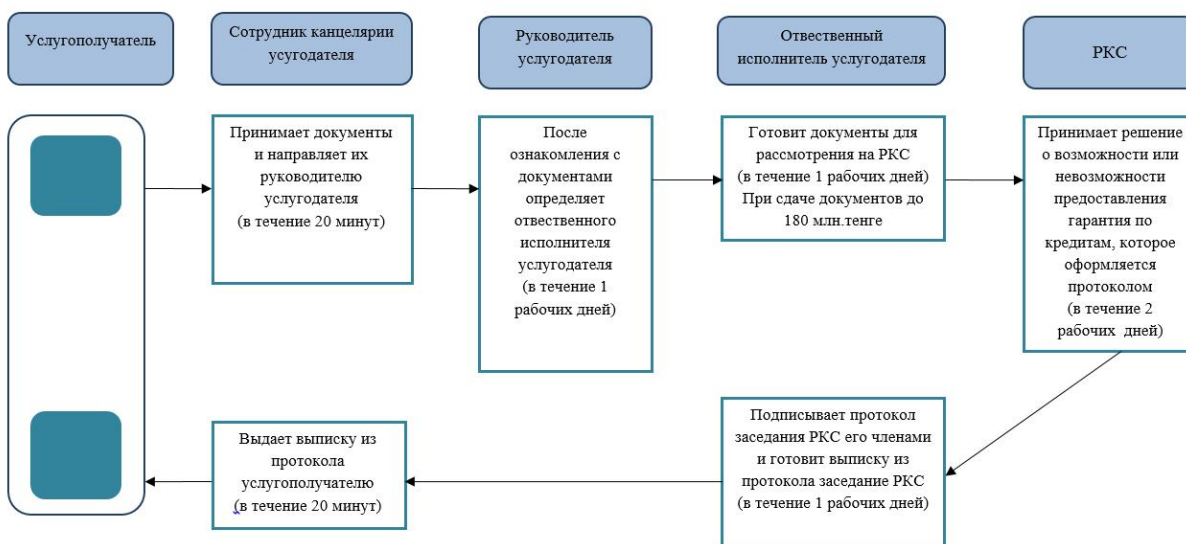 Услугополучатель
Сотрудник канцелярии
усугодателя
Руководитель
услугодателя
Отвественный
исполнитель услугодателя
РКС
Принимает документы
и направляет их
руководителю
услугодателя
(в течение 20 минут)
После
ознакомления с
документами
определяет
отвественного
исполнителя
услугодателя
(в течение 1
рабочих дней)
Готовит документы для
рассмотрения на РКС
(в течение 1 рабочих дней)
При сдаче документов до
180 млн.тенге
Принимает решение
о возможности или
невозможности
предоставления
гарантия по
кредитам, которое
оформляется
протоколом
(в течение 2
рабочих дней)
Выдает выписку из
протокола
услугополучателю
(в течение 20 минут)
Подписывает протокол
заседания РКС его членами
и готовит выписку из
протокола заседание РКС
(в течение 1 рабочих дней)